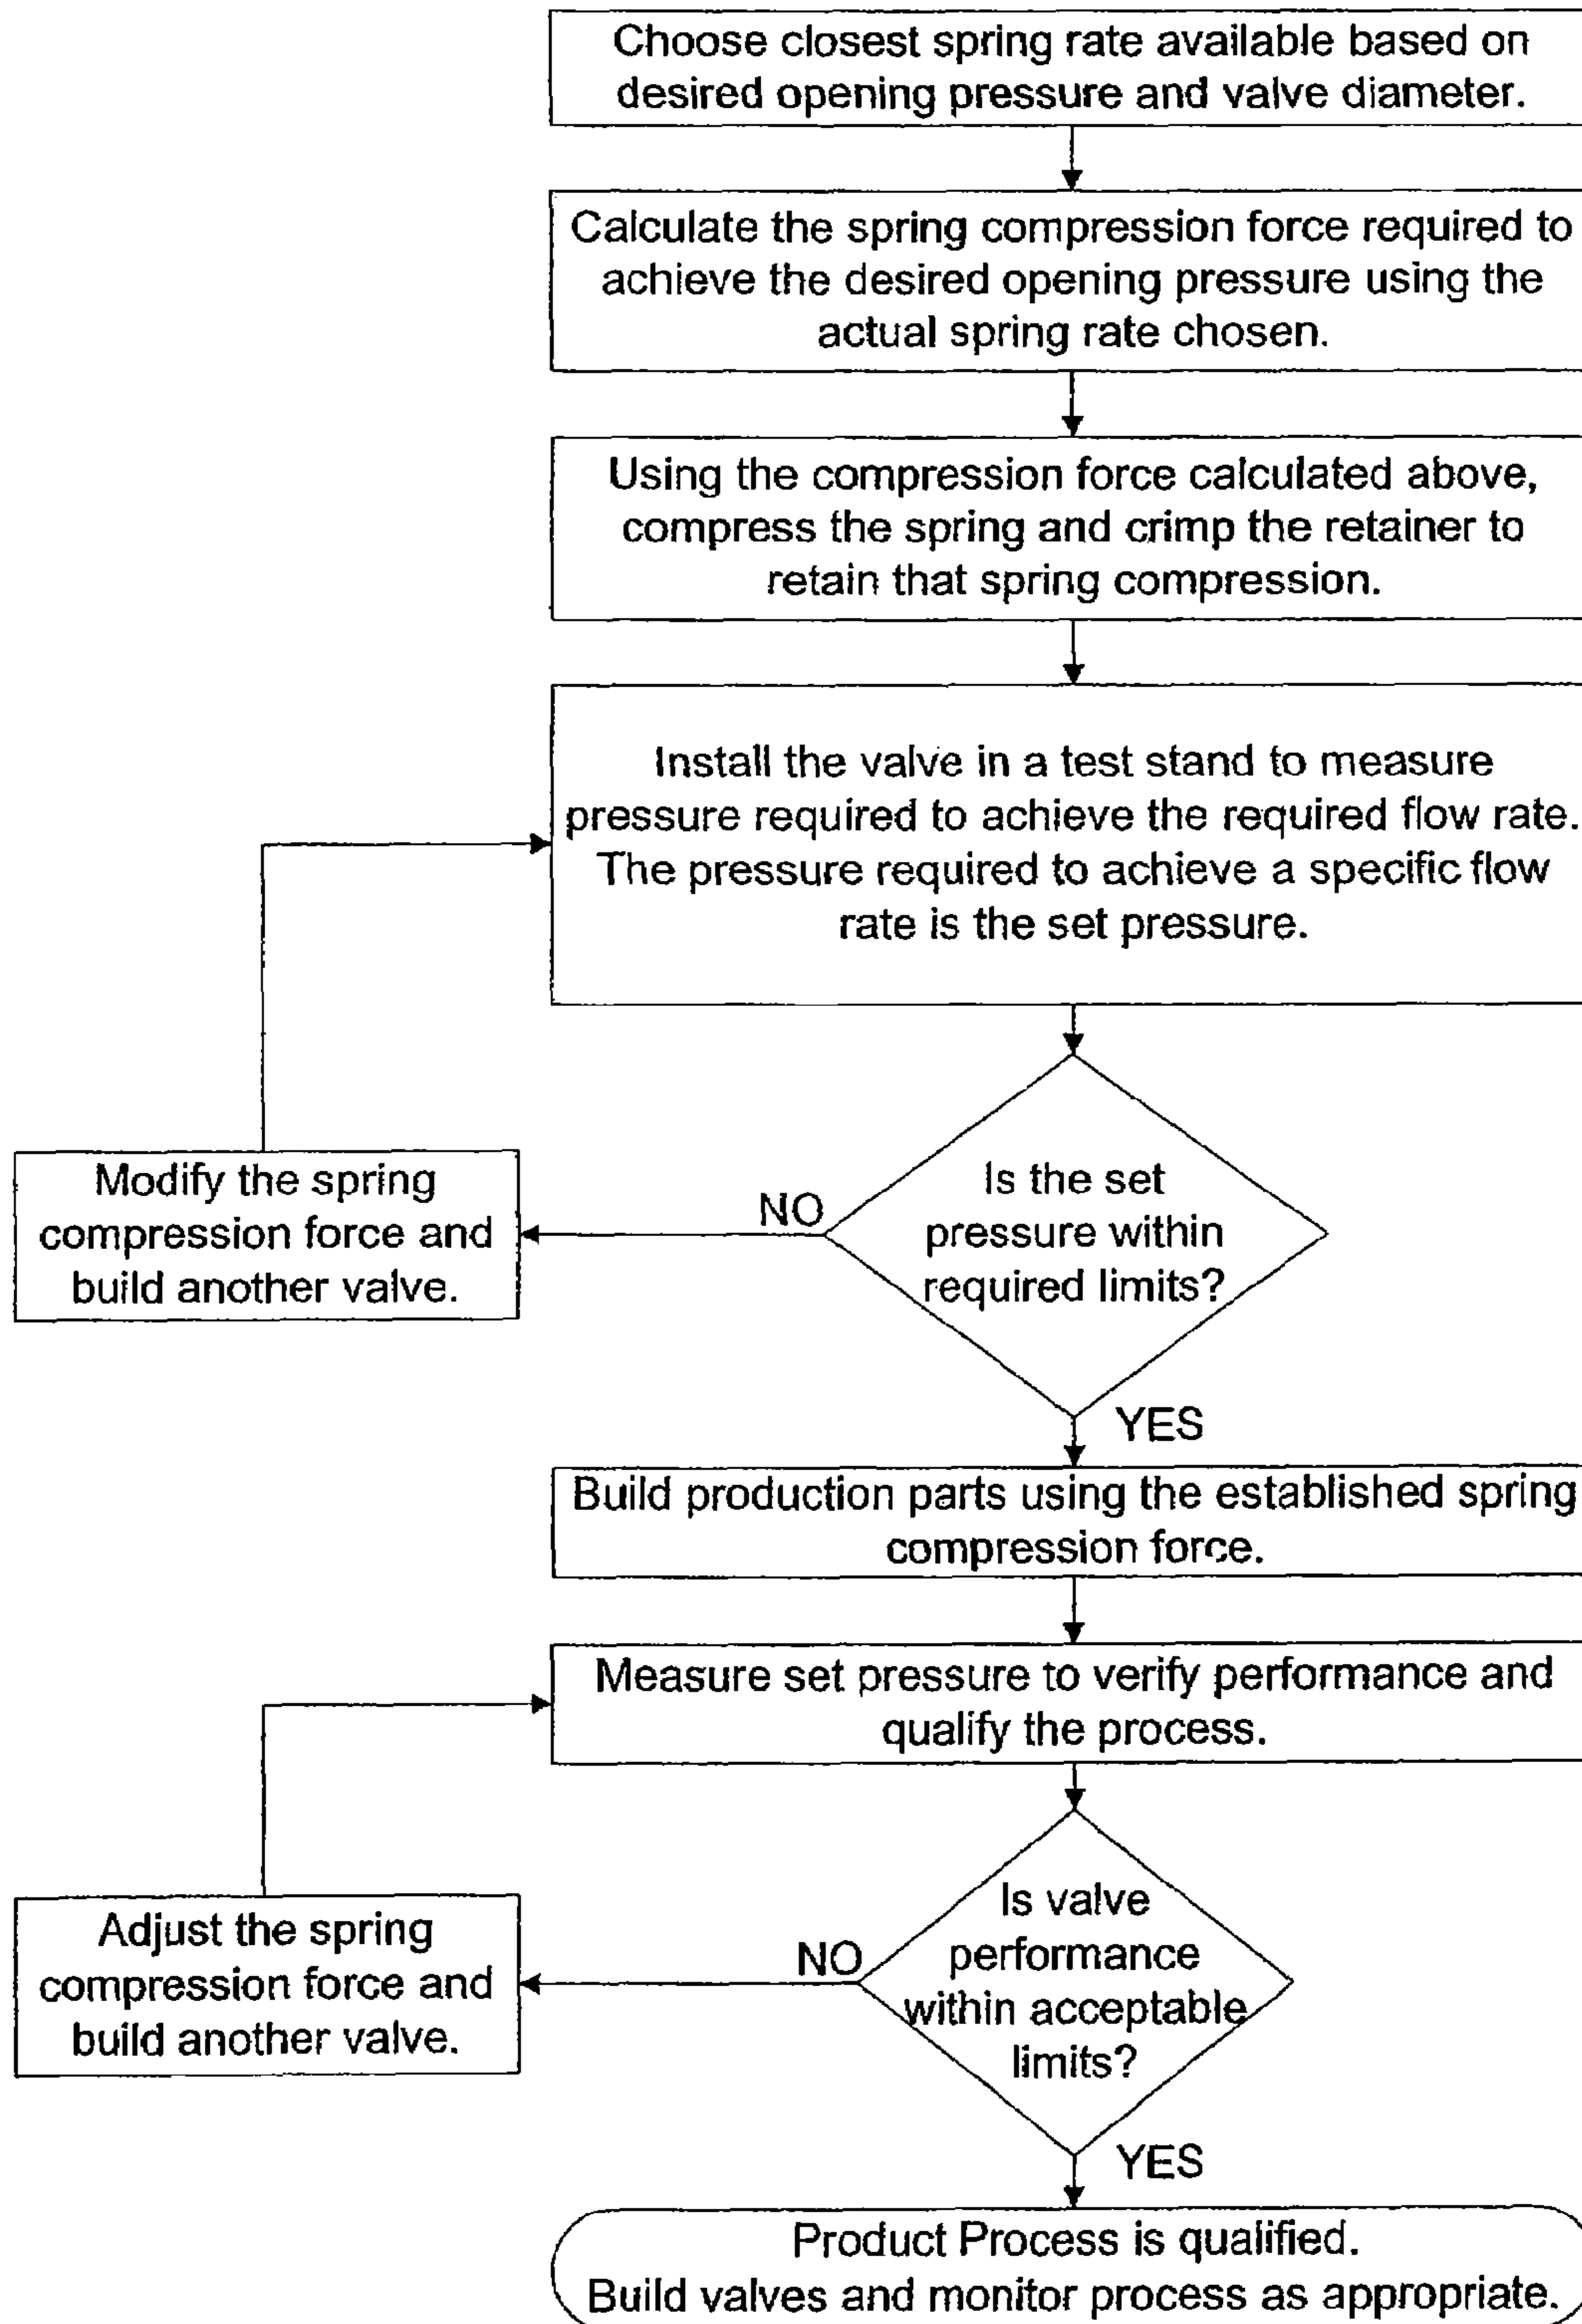 Choose closest spring rate available based on
desired opening pressure and valve diameter.
Calculate the spring compression force required to
achieve the desired opening pressure using the
actual spring rate chosen.
Using the compression force calculated above,
compress the spring and crimp the retainer to
retain that spring compression.
Install the valve in a test stand to measure
pressure required to achieve the required flow rate.
The pressure required to achieve a specific flow
rate is the set pressure.
Is the set
pressure within
required limits?
NO
Modify the spring
compression force and
build another valve.
YES
Build production parts using the established spring
compression force.
Measure set pressure to verify performance and
qualify the process.
Is valve
performance
within acceptable
limits?
NO
Adjust the spring
compression force and
build another valve.
YES
Product Process is qualified.
Build valves and monitor process as appropriate.